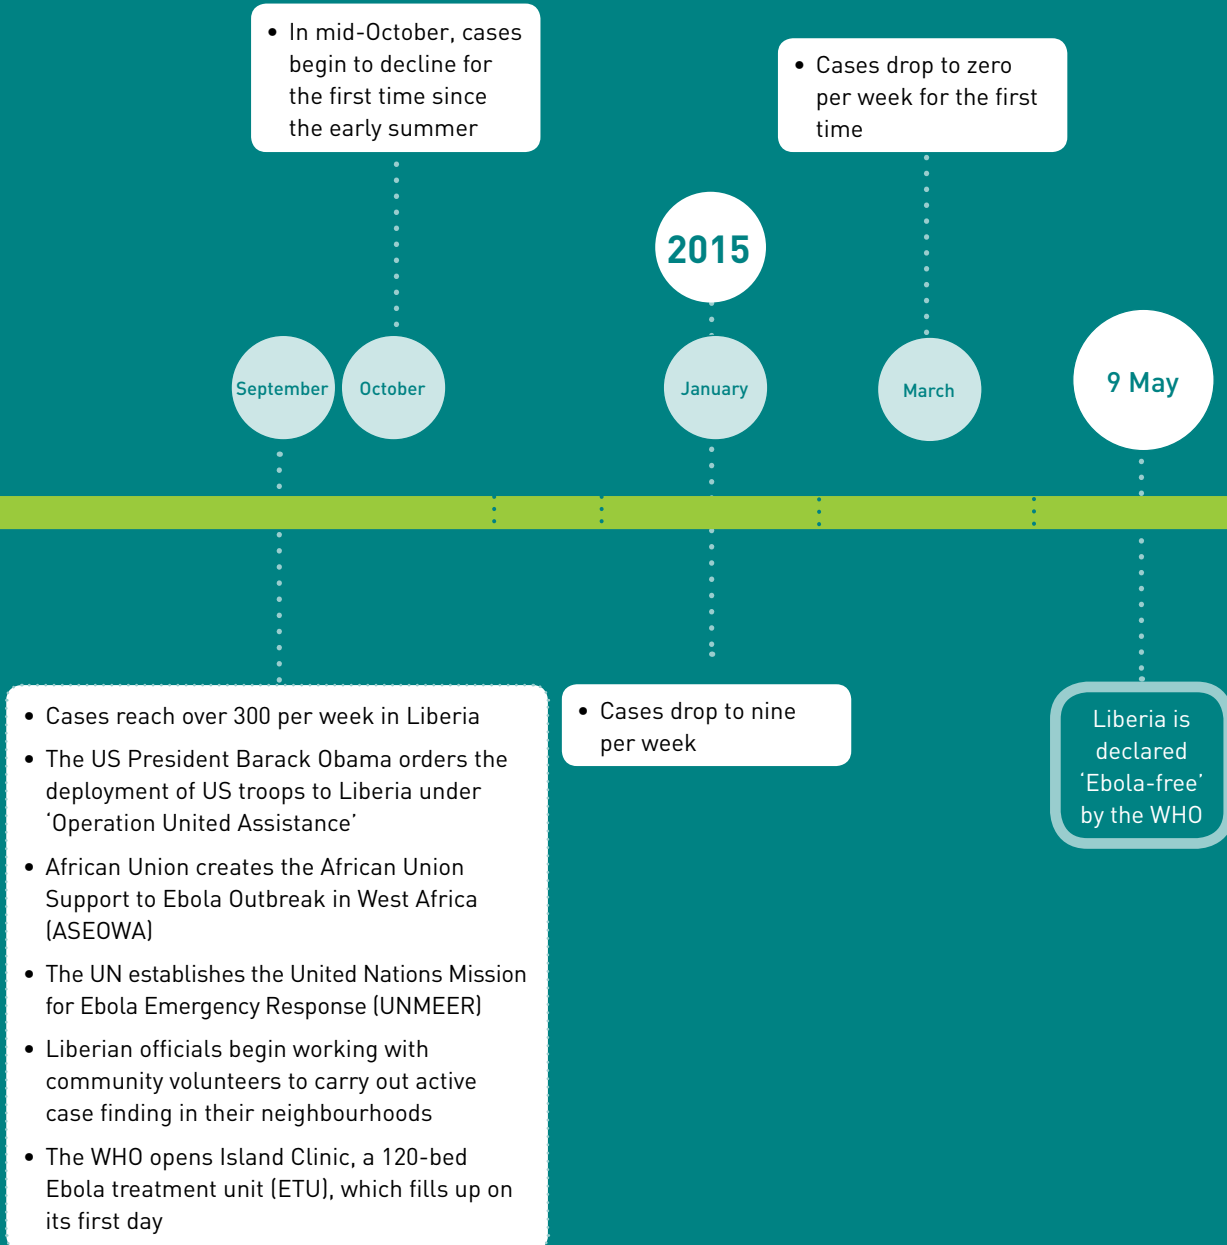 • In mid-October, cases
begin to decline for
the first time since
the early summer
• Cases drop to zero
per week for the first
time
2015
September
October
January
March
9 May
• Cases reach over 300 per week in Liberia
• The US President Barack Obama orders the
deployment of US troops to Liberia under
‘Operation United Assistance’
• African Union creates the African Union
Support to Ebola Outbreak in West Africa
(ASEOWA)
• The UN establishes the United Nations Mission
for Ebola Emergency Response (UNMEER)
• Liberian officials begin working with
community volunteers to carry out active
case finding in their neighbourhoods
• The WHO opens Island Clinic, a 120-bed
Ebola treatment unit (ETU), which fills up on
its first day
• Cases drop to nine
per week
Liberia is
declared
‘Ebola-free’
by the WHO